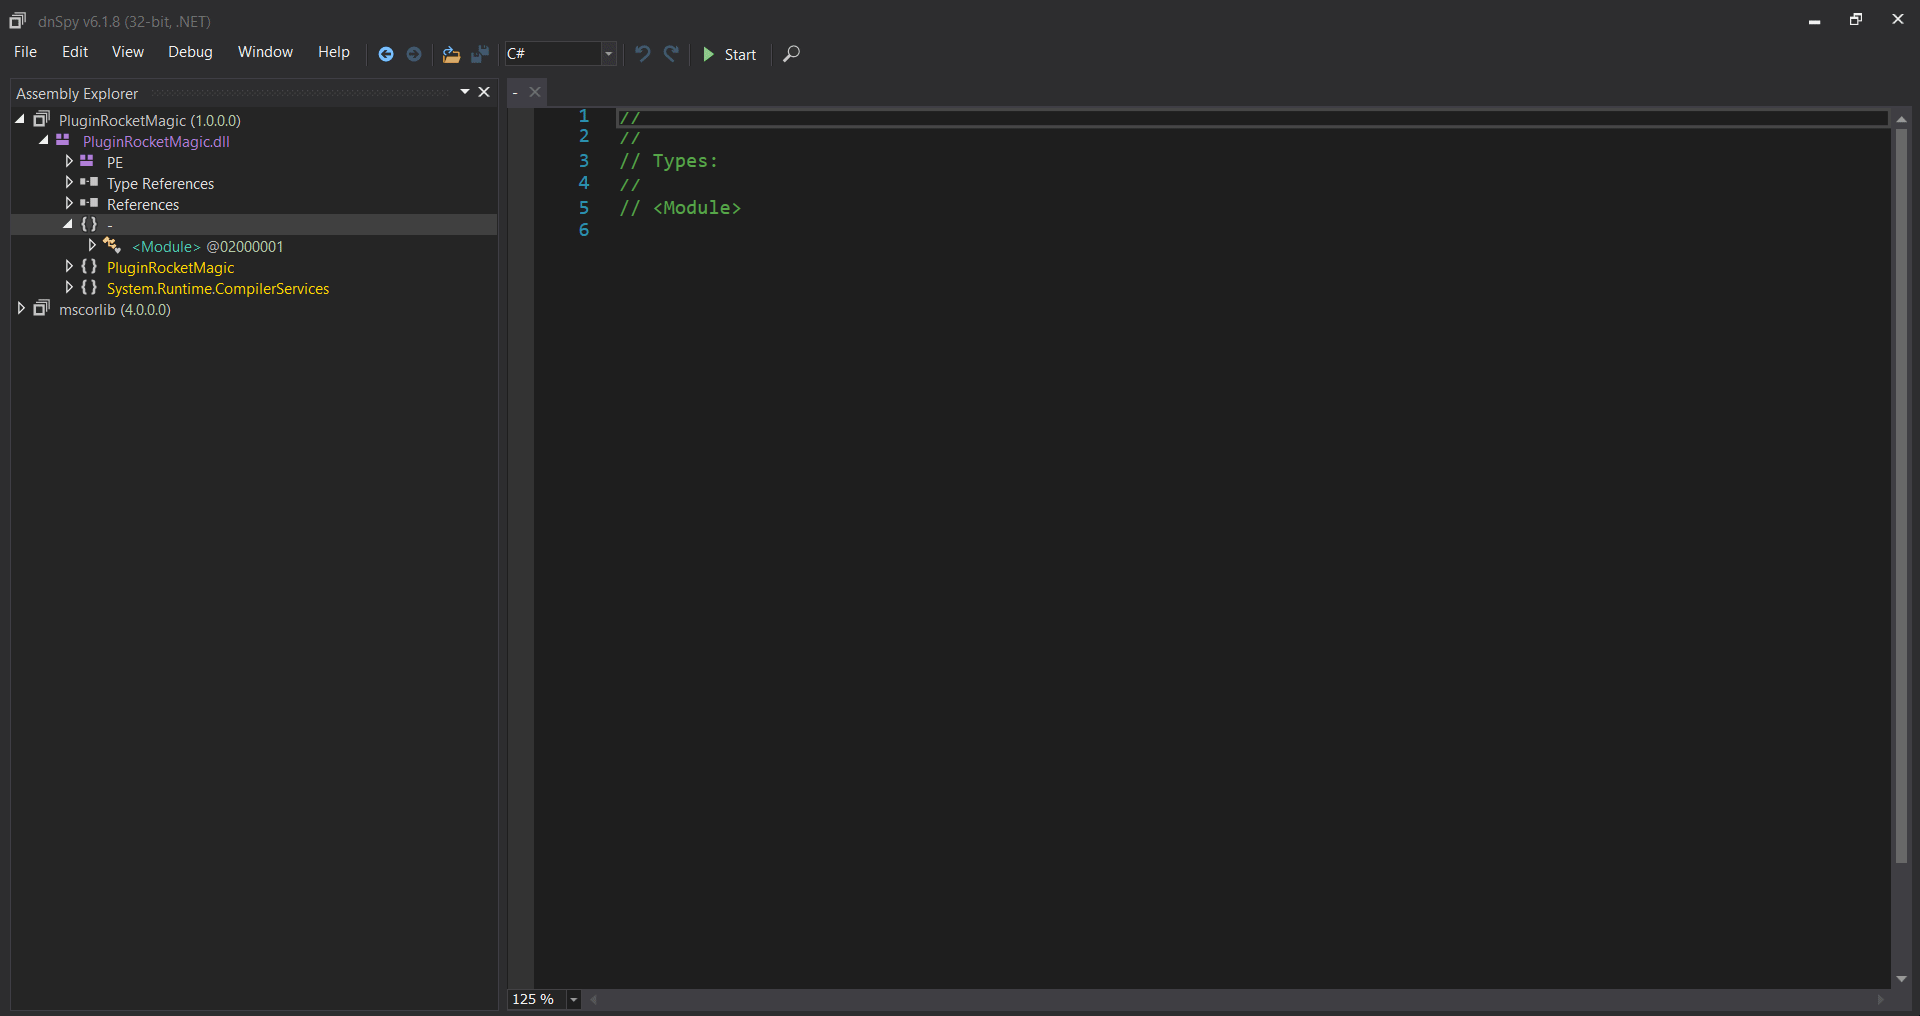 dnSpy v6.1.8 (32-bit, .NET)
File Edit View Debug Window Help C# Start
Assembly Explorer
PluginRocketMagic (1.0.0.0)
PluginRocketMagic.dll
PE
Type References
References
{ } -
<Module> @02000001
{ } PluginRocketMagic
{ } System.Runtime.CompilerServices
mscorlib (4.0.0.0)
-
1 //
2 //
3 // Types:
4 //
5 // <Module>
6
125 %